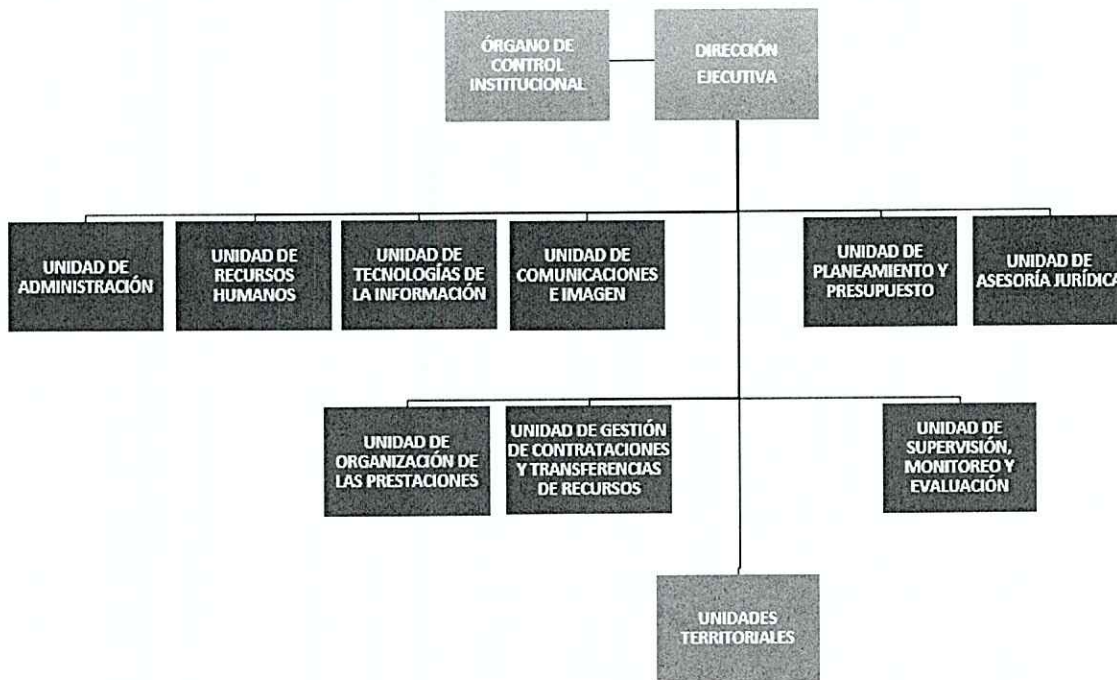 ÓRGANO DE
CONTROL
INSTITUCIONAL
DIRECCIÓN
EJECUTIVA
UNIDAD DE
ADMINISTRACIÓN
UNIDAD DE
RECURSOS
HUMANOS
UNIDAD DE
TECNOLOGÍAS DE
LA INFORMACIÓN
UNIDAD DE
COMUNICACIONES
E IMAGEN
UNIDAD DE
PLANEAMIENTO Y
PRESUPUESTO
UNIDAD DE
ASESORÍA JURÍDICA
UNIDAD DE
ORGANIZACIÓN DE
LAS PRESTACIONES
UNIDAD DE GESTIÓN
DE CONTRATACIONES
Y TRANSFERENCIAS
DE RECURSOS
UNIDAD DE
SUPERVISIÓN,
MONITOREO Y
EVALUACIÓN
UNIDADES
TERRITORIALES